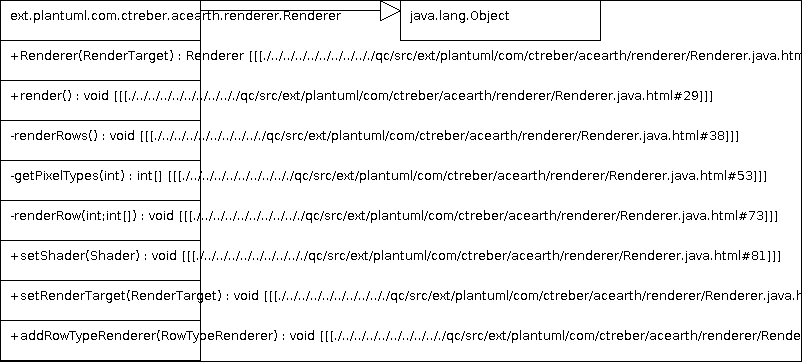 ext.plantuml.com.ctreber.acearth.renderer.Renderer
java.lang.Object
+Renderer(RenderTarget) : Renderer [[[./../../../../../../../../../qc/src/ext/plantuml/com/ctreber/acearth/renderer/Renderer.java.htm
+render() : void [[[./../../../../../../../../../qc/src/ext/plantuml/com/ctreber/acearth/renderer/Renderer.java.html#29]]]
-renderRows() : void [[[./../../../../../../../../../qc/src/ext/plantuml/com/ctreber/acearth/renderer/Renderer.java.html#38]]]
-getPixelTypes(int) : int[] [[[./../../../../../../../../../qc/src/ext/plantuml/com/ctreber/acearth/renderer/Renderer.java.html#53]]]
-renderRow(int;int[]) : void [[[./../../../../../../../../../qc/src/ext/plantuml/com/ctreber/acearth/renderer/Renderer.java.html#73]]]
+setShader(Shader) : void [[[./../../../../../../../../../qc/src/ext/plantuml/com/ctreber/acearth/renderer/Renderer.java.html#81]]]
+setRenderTarget(RenderTarget) : void [[[./../../../../../../../../../qc/src/ext/plantuml/com/ctreber/acearth/renderer/Renderer.java.h
+addRowTypeRenderer(RowTypeRenderer) : void [[[./../../../../../../../../../qc/src/ext/plantuml/com/ctreber/acearth/renderer/Rende